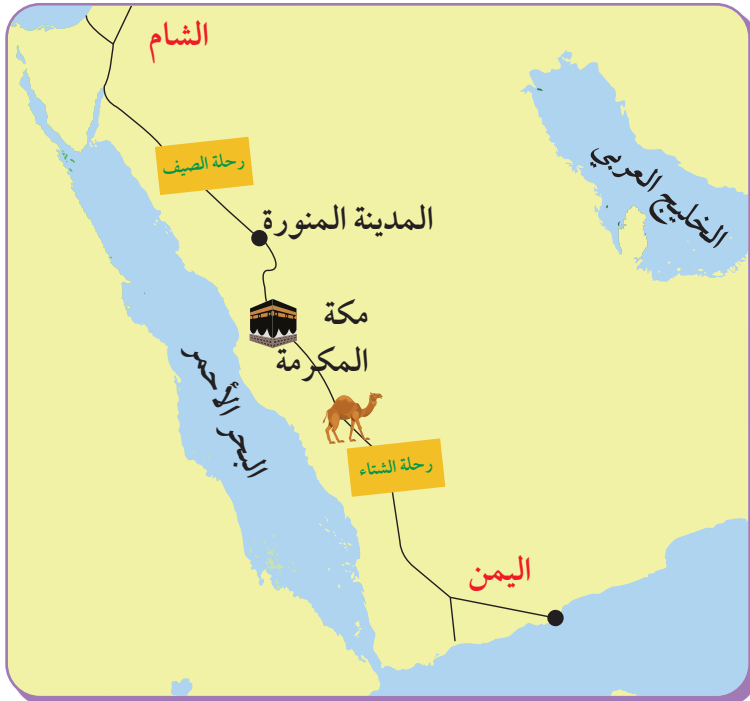 الشام
رحلة الصيف
الخليج العربي
المدينة المنورة
مكة
المكرمة
البحر الأحمر
رحلة الشتاء
اليمن